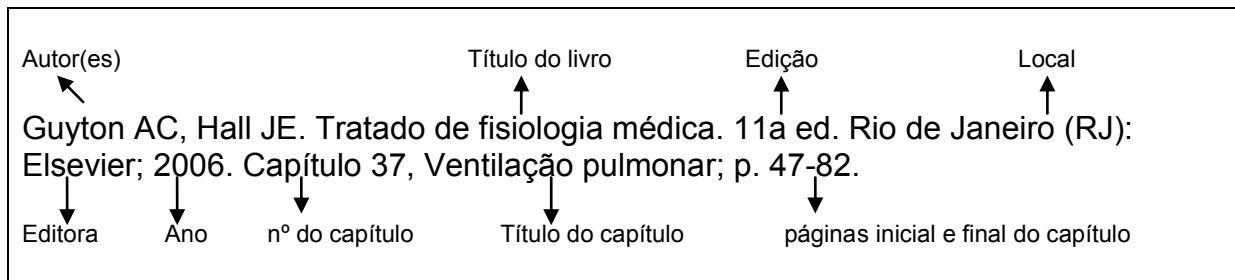 Autor(es) Título do livro Edição Local
Guyton AC, Hall JE. Tratado de fisiologia médica. 11a ed. Rio de Janeiro (RJ):
Elsevier; 2006. Capítulo 37, Ventilação pulmonar; p. 47-82.
Editora Ano nº do capítulo Título do capítulo páginas inicial e final do capítulo